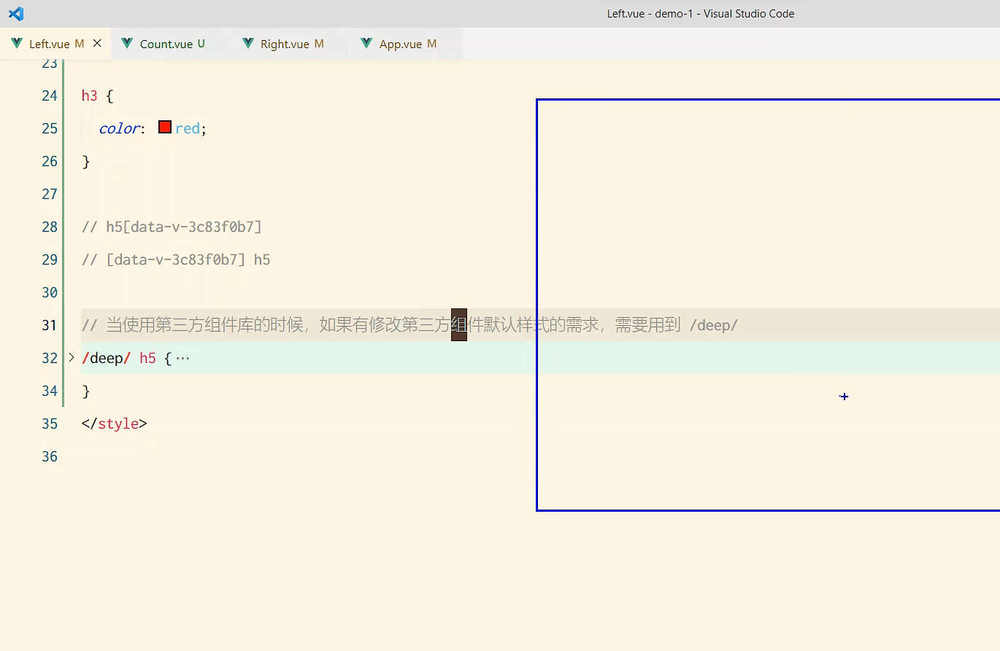 Left.vue - demo-1 - Visual Studio Code
Left.vue M Count.vue U Right.vue M App.vue M
23
24 h3 {
25 color: red;
26 }
27
28 // h5[data-v-3c83f0b7]
29 // [data-v-3c83f0b7] h5
30
31 // 当使用第三方组件库的时候，如果有修改第三方组件默认样式的需求，需要用到 /deep/
32 /deep/ h5 {···
34 }
35 </style>
36